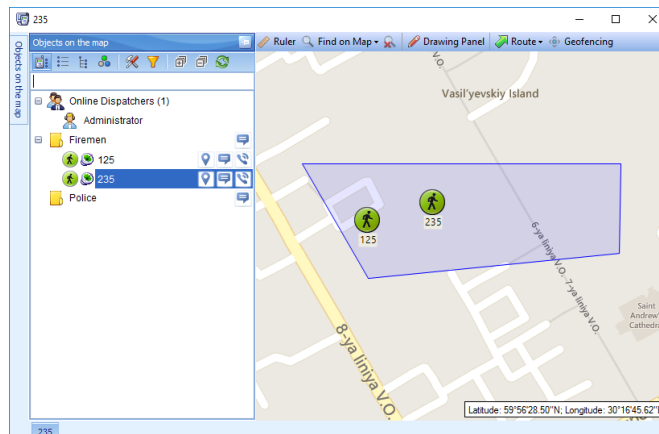 235
Objects on the map
Objects on the map
Ruler Find on Map Drawing Panel Route Geofencing
Online Dispatchers (1)
Administrator
Firemen
125
235
Police
Vasil'yevskiy Island
V.O.
125
235
6-ya liniya V.O. 7-ya liniya V.O.
8-ya liniya V.O.
Saint
Andrew'
Cathedr
Latitude: 59°56'28.50"N; Longitude: 30°16'45.62"
235